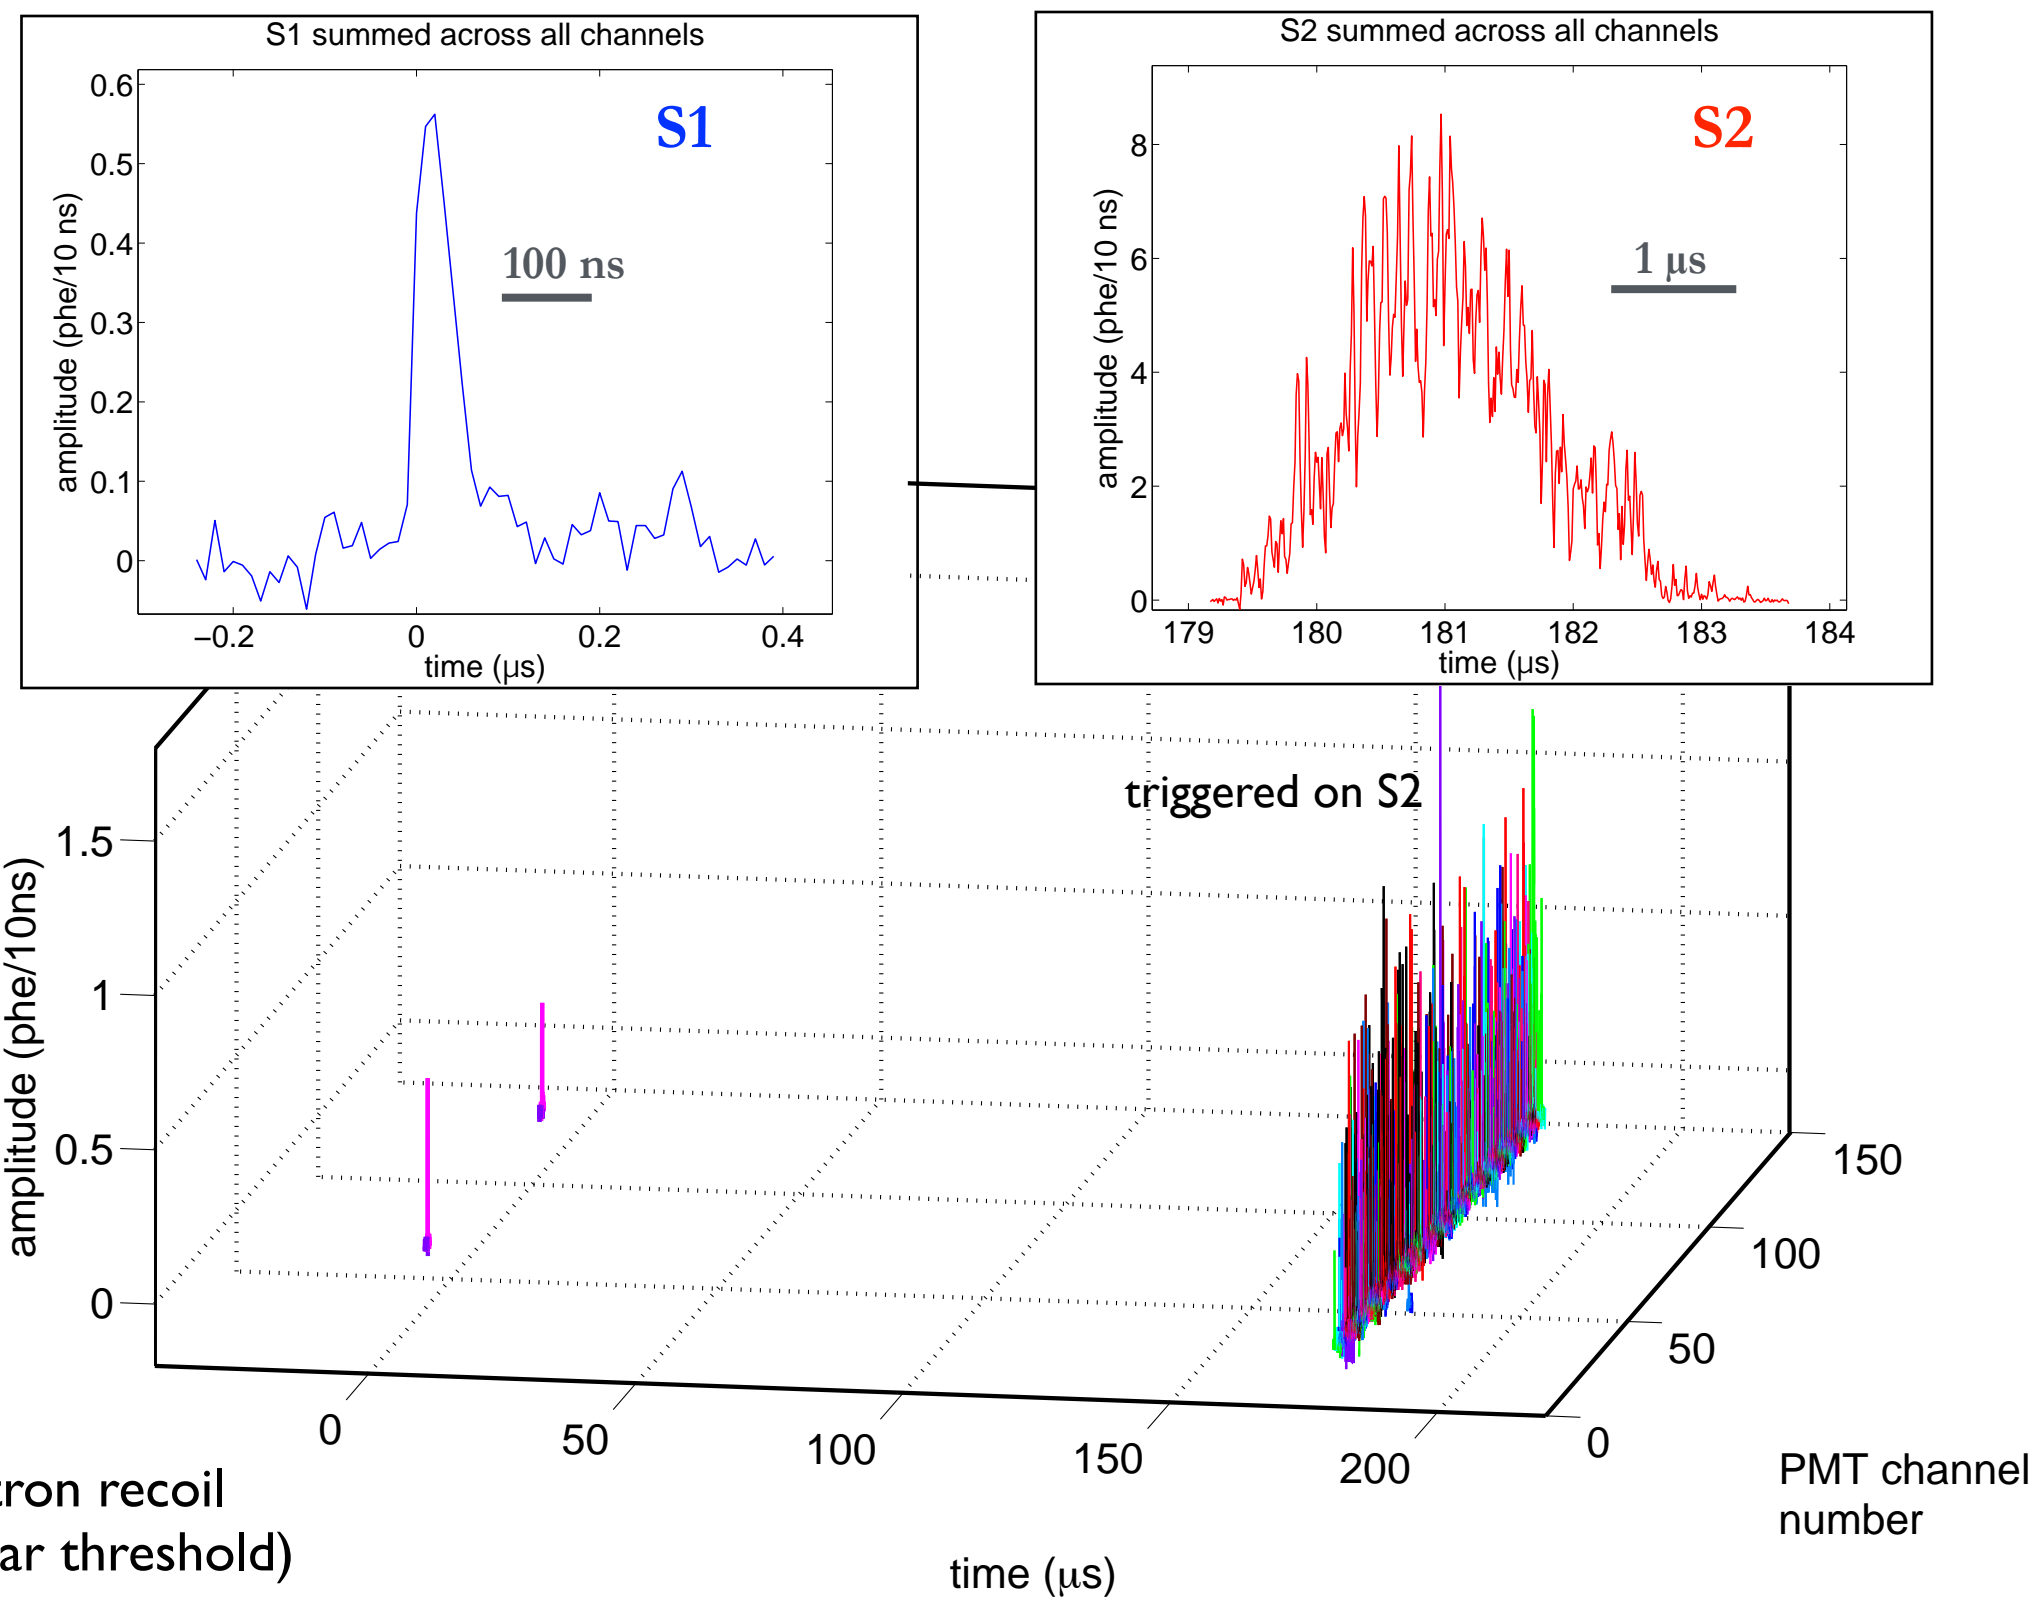 S1 summed across all channels
S1
100 ns
amplitude (phe/10 ns)
0.6
0.5
0.4
0.3
0.2
0.1
0
−0.2 0 0.2 0.4
time (μs)
S2 summed across all channels
S2
1 μs
amplitude (phe/10 ns)
8
6
4
2
0
179 180 181 182 183 184
time (μs)
triggered on S2
amplitude (phe/10ns)
1.5
1
0.5
0
0 50 100 150 200
time (μs)
150
100
50
0
PMT channel
number
tron recoil
ar threshold)